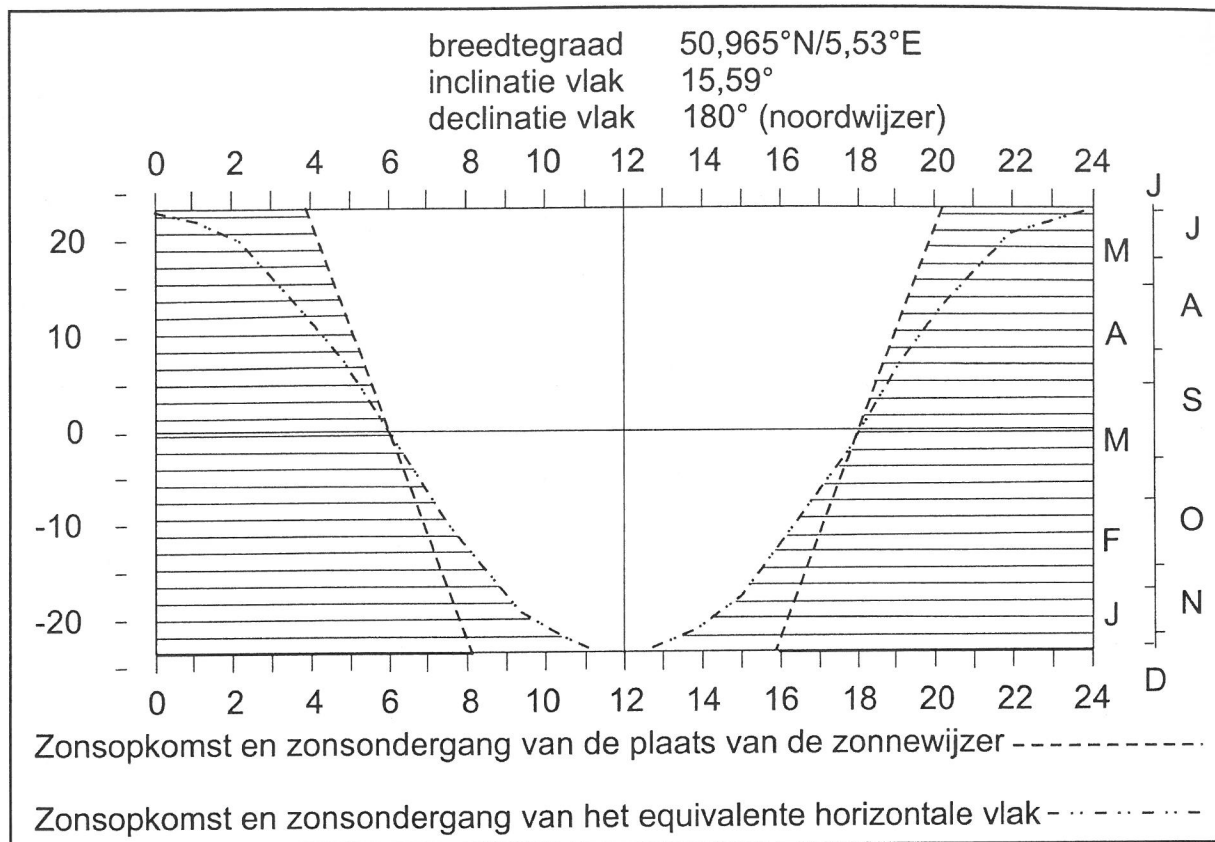 breedtegraad 50,965°N/5,53°E
inclinatie vlak 15,59°
declinatie vlak 180° (noordwijzer)
0 2 4 6 8 10 12 14 16 18 20 22 24
J
20 M J
10 A A
0 M S
-10 F O
-20 J N
D
0 2 4 6 8 10 12 14 16 18 20 22 24
Zonsopkomst en zonsondergang van de plaats van de zonnewijzer
Zonsopkomst en zonsondergang van het equivalente horizontale vlak